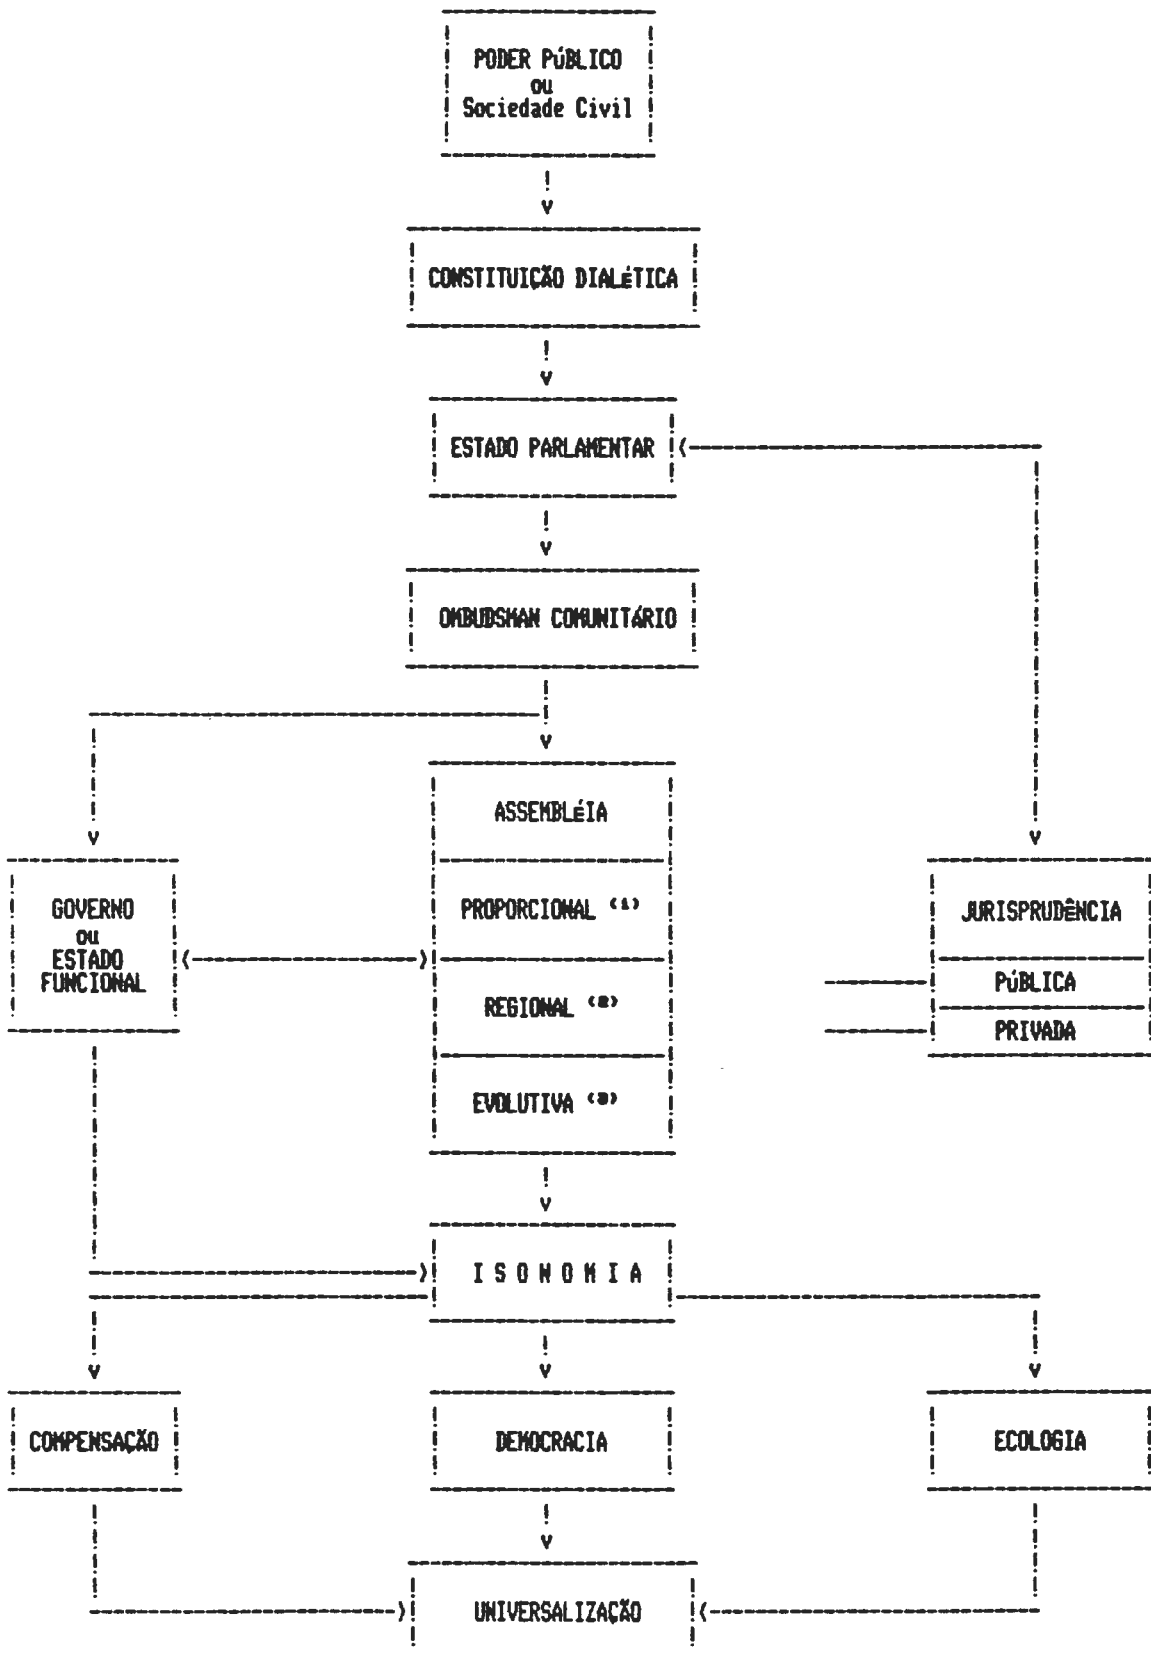 PODER PÚBLICO
ou
Sociedade Civil
CONSTITUIÇÃO DIALÉTICA
ESTADO PARLAMENTAR
OMBUDSMAN COMUNITÁRIO
ASSEMBLÉIA
PROPORCIONAL (1)
REGIONAL (2)
EVOLUTIVA (3)
GOVERNO
ou
ESTADO
FUNCIONAL
JURISPRUDÊNCIA
PÚBLICA
PRIVADA
I S O N O M I A
COMPENSAÇÃO
DEMOCRACIA
ECOLOGIA
UNIVERSALIZAÇÃO